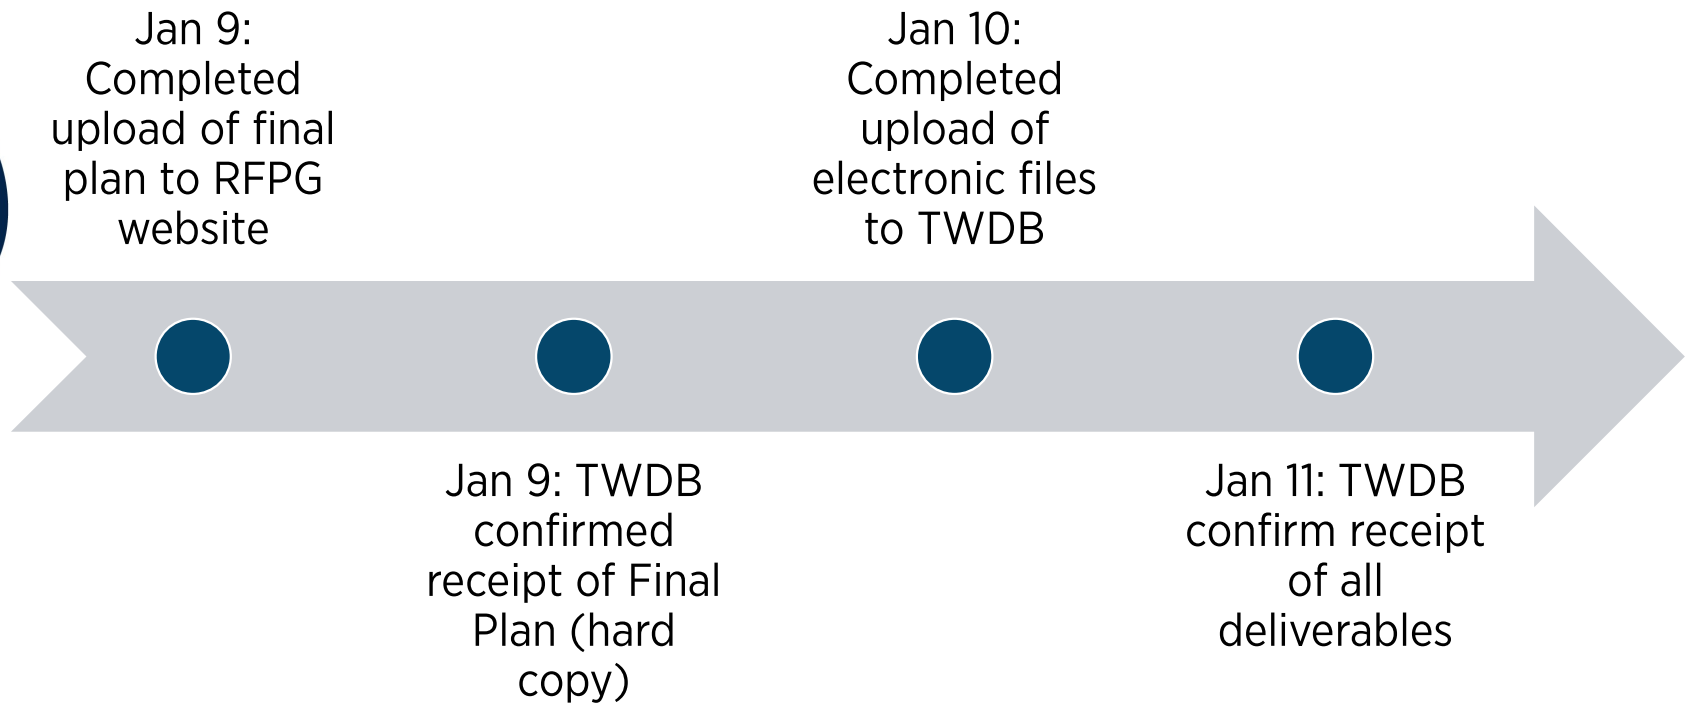 Jan 9:
Completed
upload of final
plan to RFPG
website
Jan 9: TWDB
confirmed
receipt of Final
Plan (hard
copy)
Jan 10:
Completed
upload of
electronic files
to TWDB
Jan 11: TWDB
confirm receipt
of all
deliverables